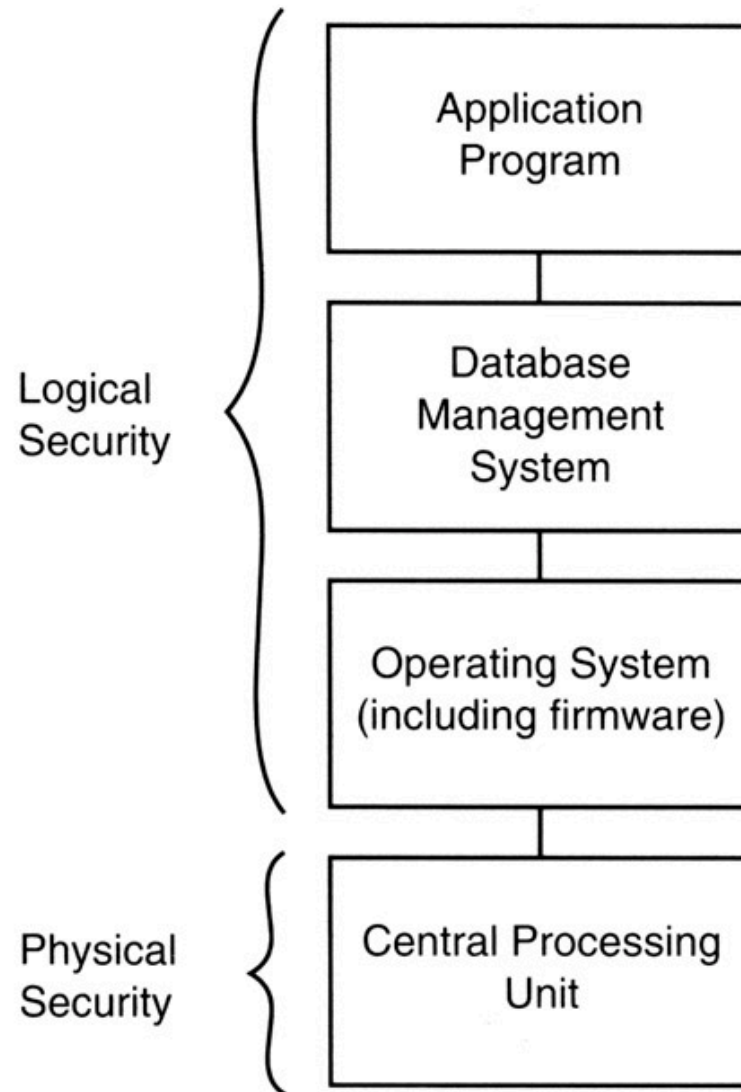 Application
Program
Database
Management
System
Logical
Security
Operating System
(including firmware)
Central Processing
Unit
Physical
Security